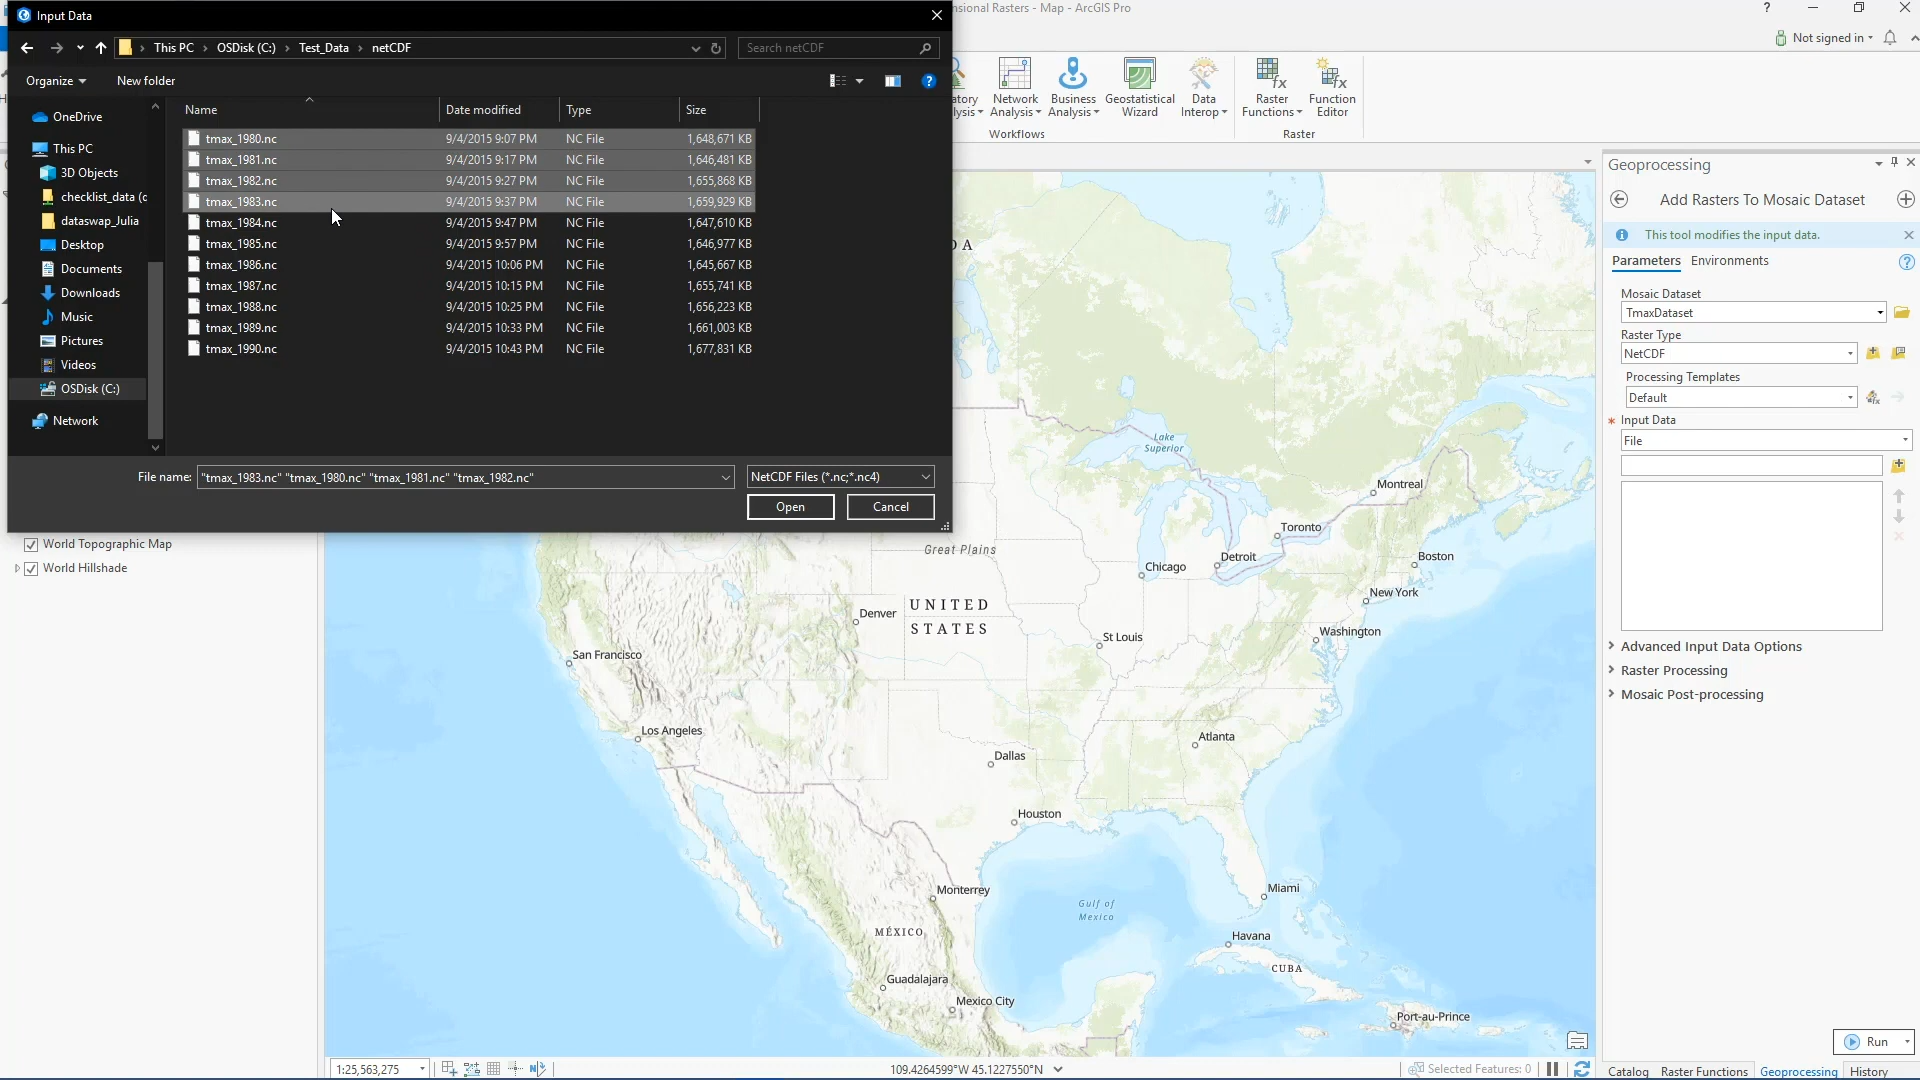 Input Data
nsional Rasters - Map - ArcGIS Pro
Not signed in
This PC OSDisk (C:) Test_Data netCDF
Search netCDF
Organize New folder
Name Date modified Type Size
OneDrive
This PC
3D Objects
checklist_data (c
dataswap_Julia
Desktop
Documents
Downloads
Music
Pictures
Videos
OSDisk (C:)
Network
tmax_1980.nc 9/4/2015 9:07 PM NC File 1,648,671 KB
tmax_1981.nc 9/4/2015 9:17 PM NC File 1,646,481 KB
tmax_1982.nc 9/4/2015 9:27 PM NC File 1,655,868 KB
tmax_1983.nc 9/4/2015 9:37 PM NC File 1,659,929 KB
tmax_1984.nc 9/4/2015 9:47 PM NC File 1,647,610 KB
tmax_1985.nc 9/4/2015 9:57 PM NC File 1,646,977 KB
tmax_1986.nc 9/4/2015 10:06 PM NC File 1,645,667 KB
tmax_1987.nc 9/4/2015 10:15 PM NC File 1,655,741 KB
tmax_1988.nc 9/4/2015 10:25 PM NC File 1,656,223 KB
tmax_1989.nc 9/4/2015 10:33 PM NC File 1,661,003 KB
tmax_1990.nc 9/4/2015 10:43 PM NC File 1,677,831 KB
File name: "tmax_1983.nc" "tmax_1980.nc" "tmax_1981.nc" "tmax_1982.nc"
NetCDF Files (*.nc;*.nc4)
Open Cancel
atory
lysis
Network
Analysis
Business
Analysis
Geostatistical
Wizard
Data
Interop
Raster
Functions
Function
Editor
Workflows
Raster
World Topographic Map
World Hillshade
D A
Lake
Superior
Montreal
Toronto
Great Plains
Detroit
Boston
Chicago
New York
UNITED
STATES
Denver
Washington
St Louis
San Francisco
Los Angeles
Atlanta
Dallas
Houston
Miami
Monterrey
Gulf of
Mexico
MÉXICO
Havana
CUBA
Guadalajara
Mexico City
Port-au-Prince
1:25,563,275
109.4264599°W 45.1227550°N
Selected Features: 0
Geoprocessing
Add Rasters To Mosaic Dataset
This tool modifies the input data.
Parameters Environments
Mosaic Dataset
TmaxDataset
Raster Type
NetCDF
Processing Templates
Default
* Input Data
File
Advanced Input Data Options
Raster Processing
Mosaic Post-processing
Run
Catalog Raster Functions Geoprocessing History